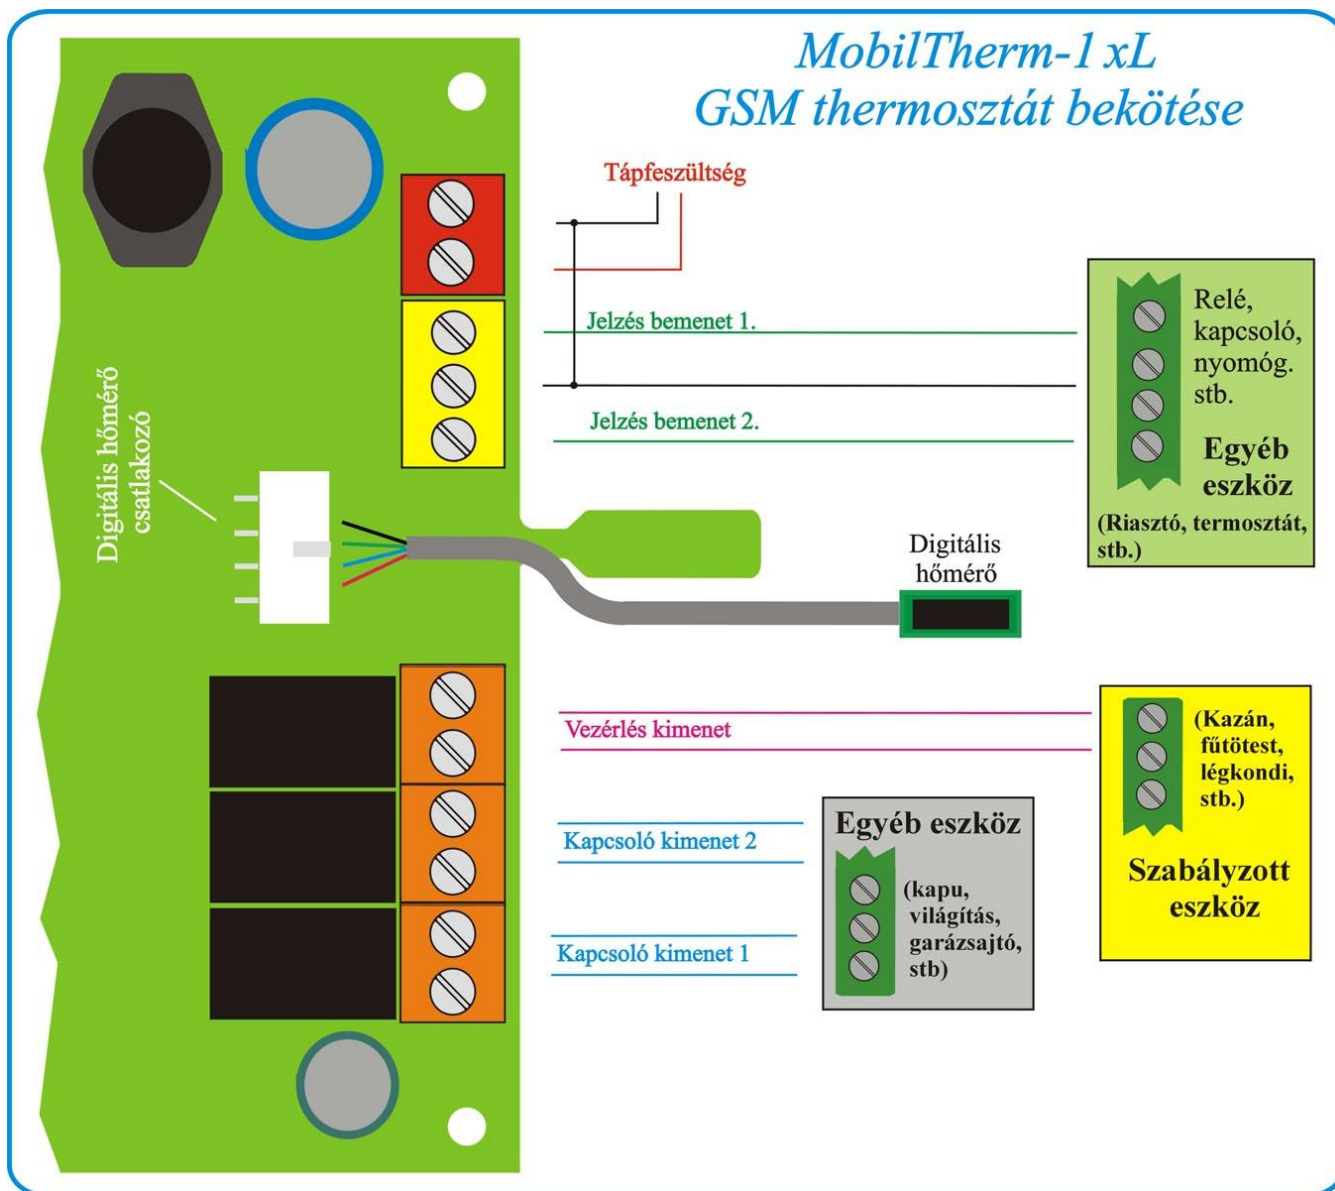 MobilTherm-1 xL
GSM thermosztát bekötése
Tápfeszültség
Jelzés bemenet 1.
Jelzés bemenet 2.
Relé,
kapcsoló,
nyomóg.
stb.
Egyéb
eszköz
(Riasztó, termosztát,
stb.)
Digitális hőmérő
csatlakozó
Digitális
hőmérő
Vezérlés kimenet
(Kazán,
fűtötest,
légkondi,
stb.)
Szabályzott
eszköz
Kapcsoló kimenet 2
Kapcsoló kimenet 1
Egyéb eszköz
(kapu,
világítás,
garázsajtó,
stb)